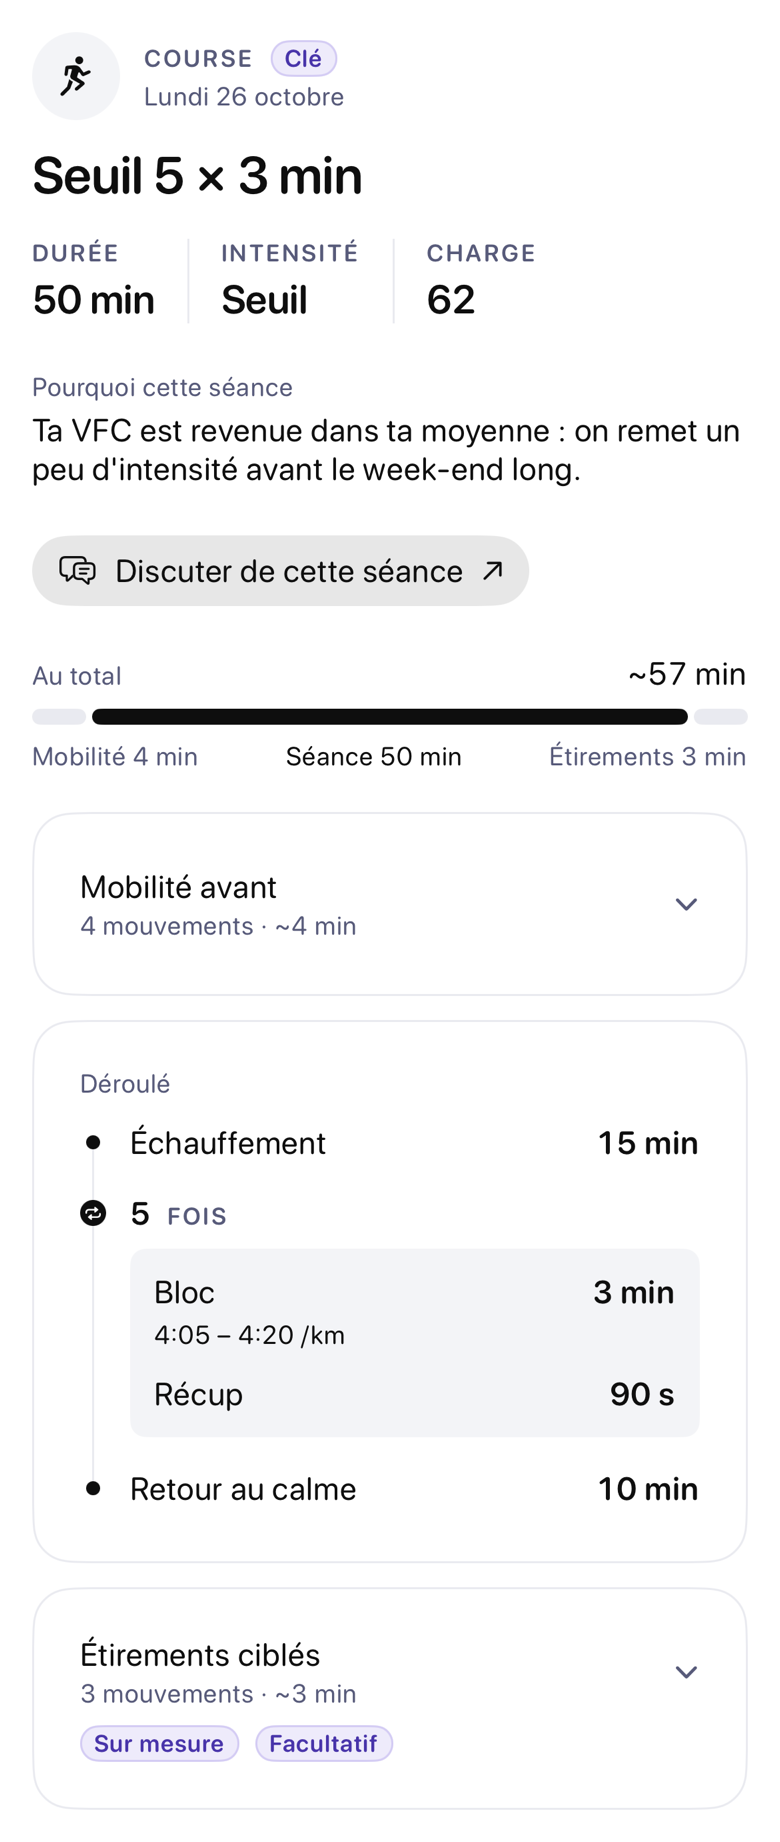 COURSE Clé
Lundi 26 octobre
Seuil 5 × 3 min
DURÉE INTENSITÉ CHARGE
50 min Seuil 62
Pourquoi cette séance
Ta VFC est revenue dans ta moyenne : on remet un
peu d'intensité avant le week-end long.
Discuter de cette séance
Au total ~57 min
Mobilité 4 min Séance 50 min Étirements 3 min
Mobilité avant
4 mouvements · ~4 min
Déroulé
Échauffement 15 min
5 FOIS
Bloc 3 min
4:05 – 4:20 /km
Récup 90 s
Retour au calme 10 min
Étirements ciblés
3 mouvements · ~3 min
Sur mesure Facultatif